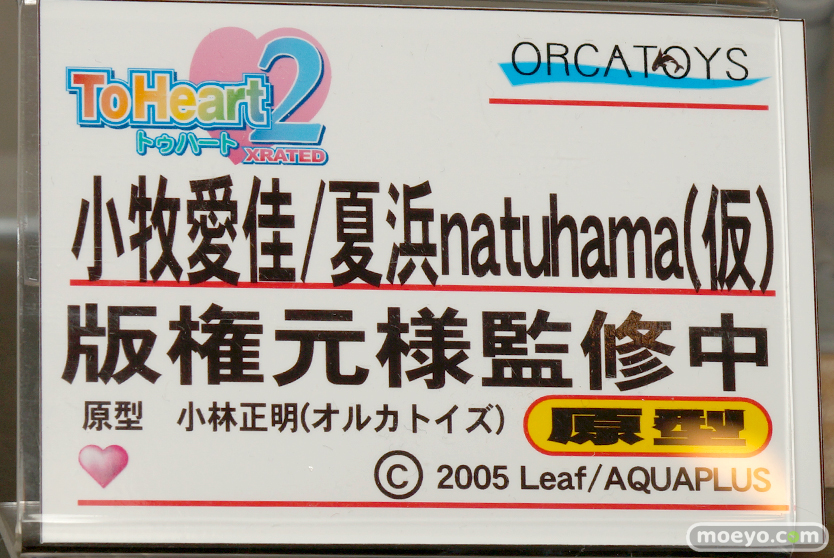 ToHeart2
トゥハート
XRATED
ORCATOYS
小牧愛佳/夏浜natuhama(仮)
版権元様監修中
原型 小林正明(オルカトイズ)
原型
© 2005 Leaf/AQUAPLUS
moeyo.com